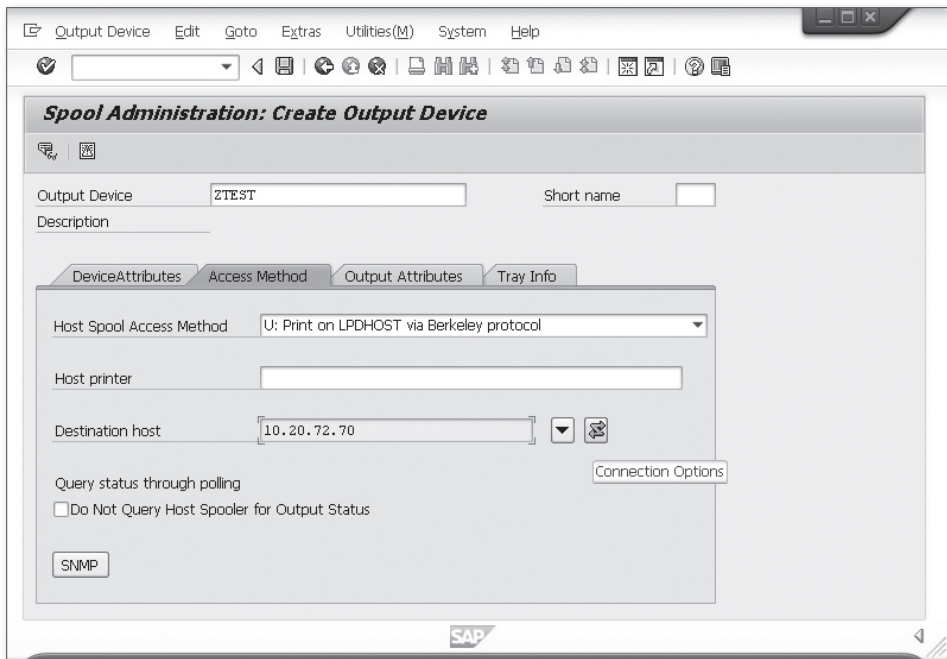 Output Device Edit Goto Extras Utilities(M) System Help
Spool Administration: Create Output Device
Output Device ZTEST Short name
Description
DeviceAttributes Access Method Output Attributes Tray Info
Host Spool Access Method U: Print on LPDHOST via Berkeley protocol
Host printer
Destination host 10.20.72.70
Connection Options
Query status through polling
Do Not Query Host Spooler for Output Status
SNMP
SAP